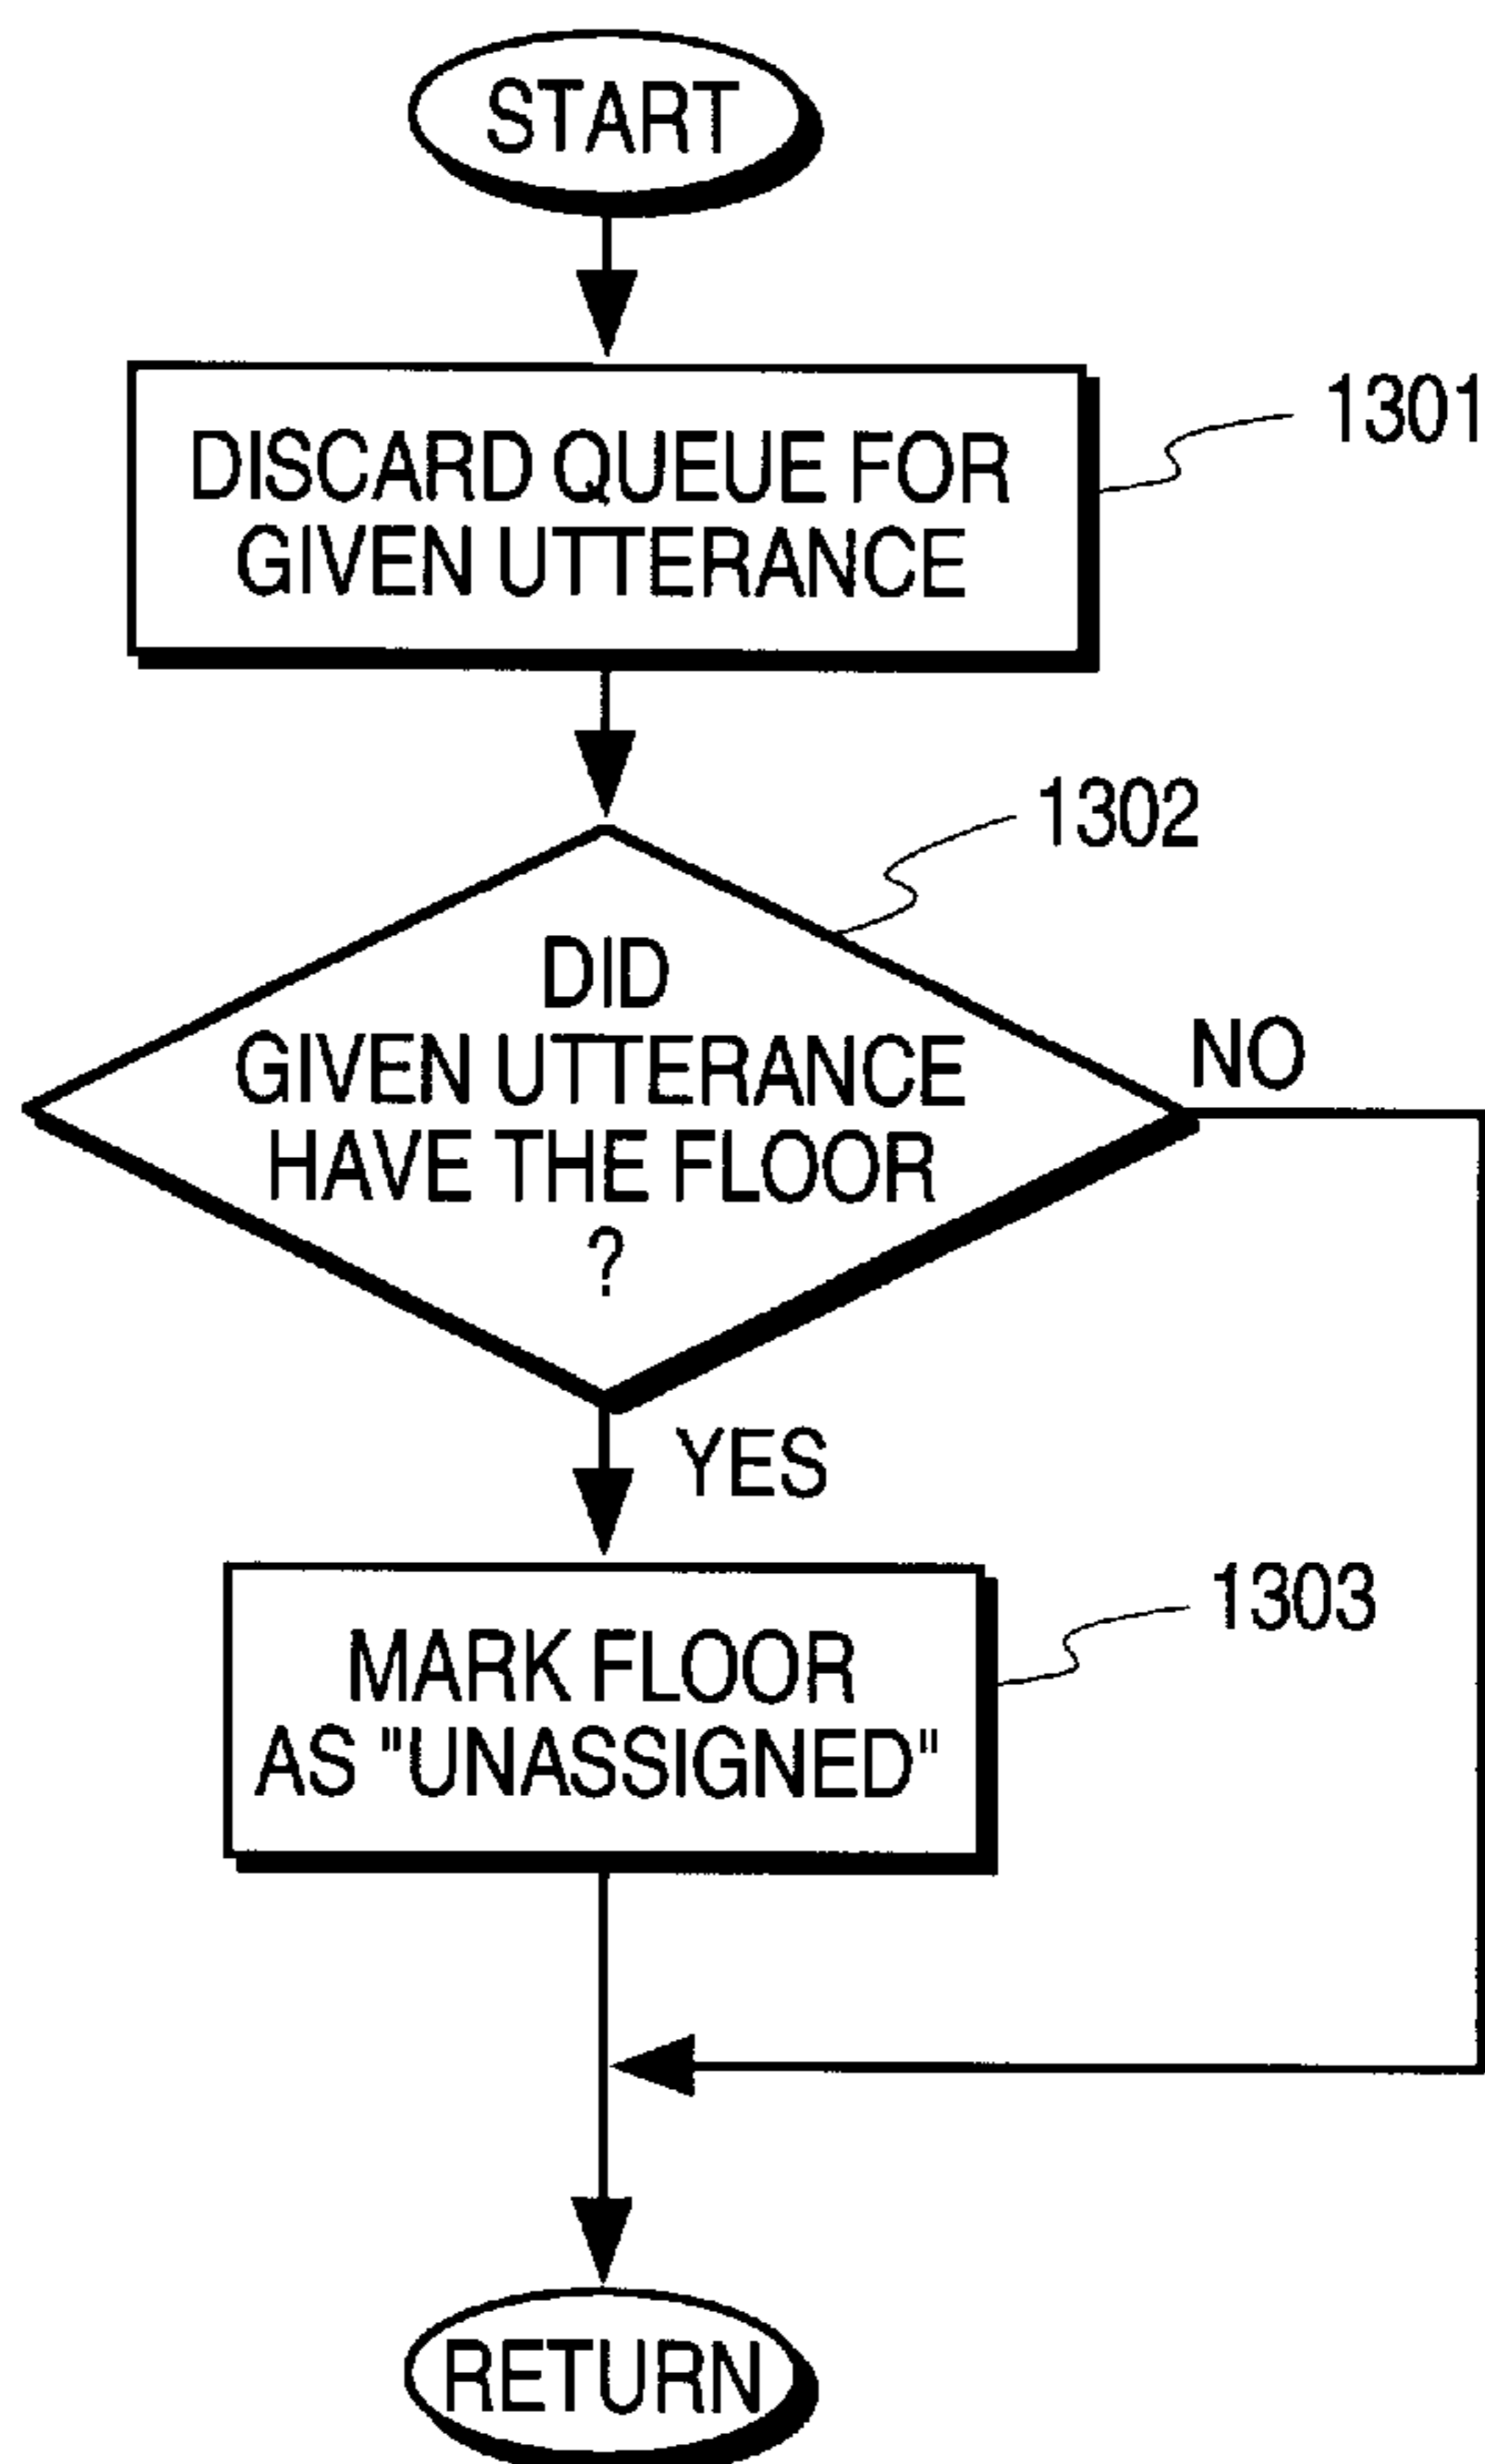 START
DISCARD QUEUE FOR
GIVEN UTTERANCE
1301
1302
DID
GIVEN UTTERANCE
HAVE THE FLOOR
?
NO
YES
1303
MARK FLOOR
AS "UNASSIGNED"
RETURN